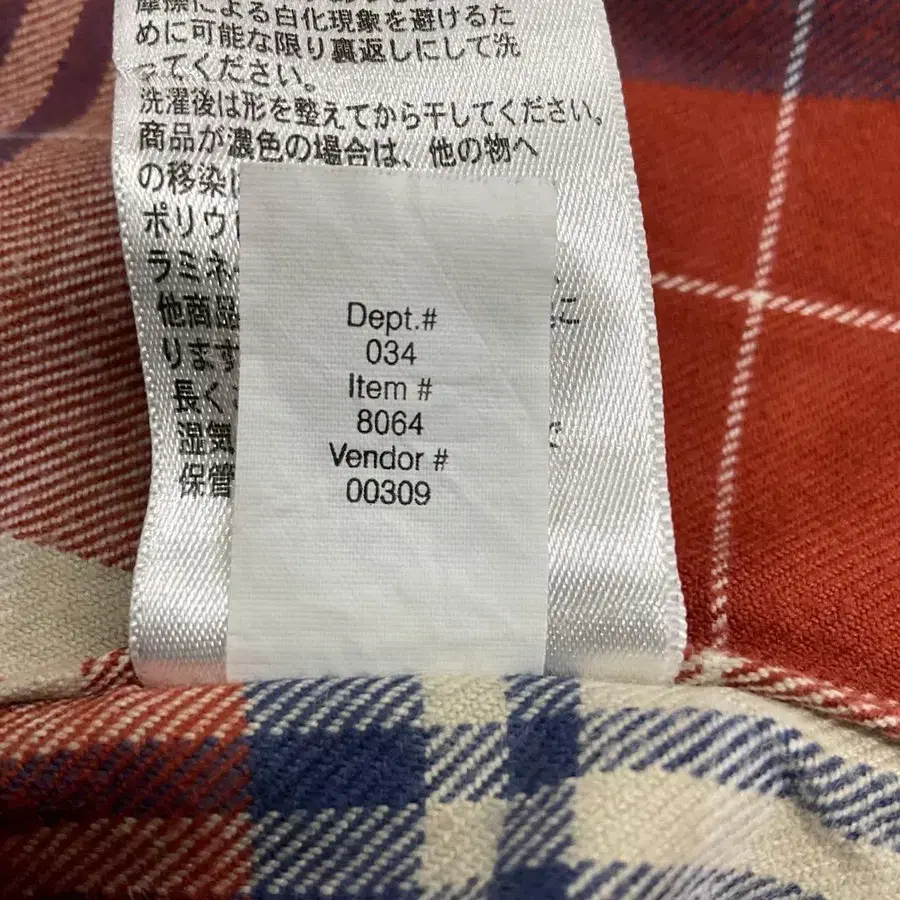 摩擦による白化現象を避けるた
めに可能な限り裏返しにして洗
ってください。
洗濯後は形を整えてから干してください。
商品が濃色の場合は、他の物へ
の移染
ポリウ
ラミネ
他商品
ります
長く
湿気
保管
Dept.#
034
Item #
8064
Vendor #
00309